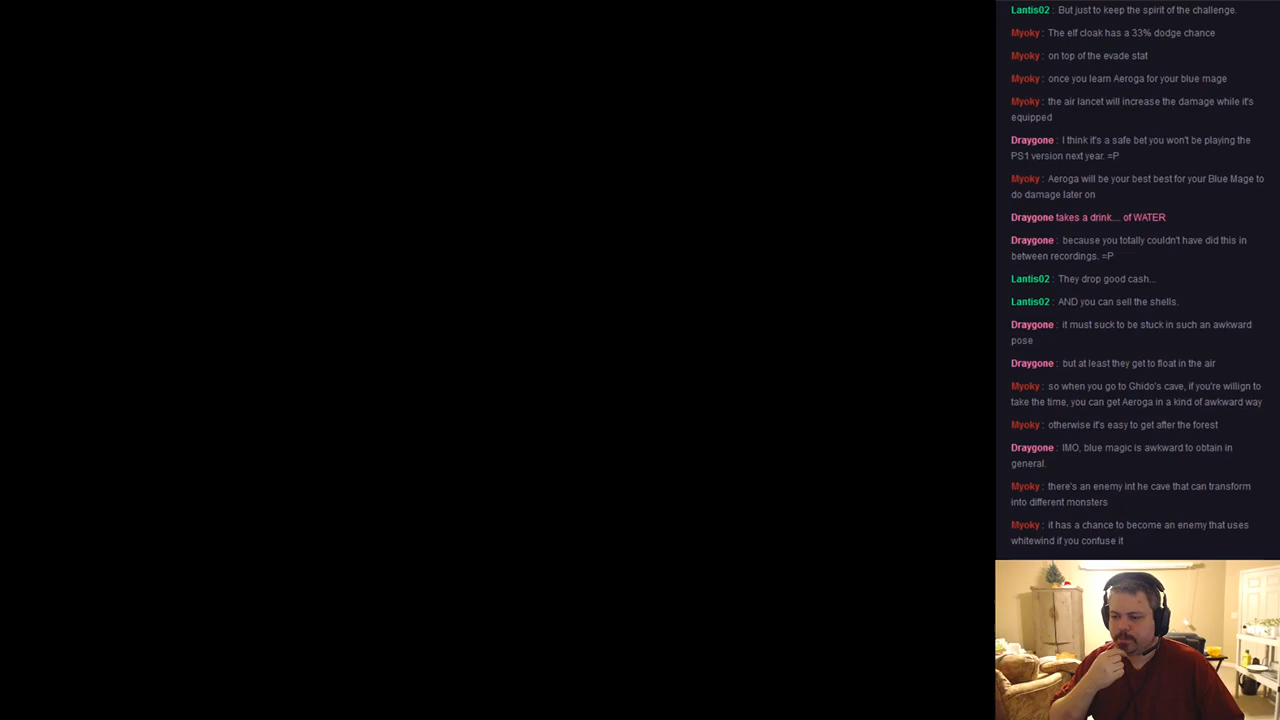 Lantis02 : But just to keep the spirit of the challenge.
Myoky : The elf cloak has a 33% dodge chance
Myoky : on top of the evade stat
Myoky : once you learn Aeroga for your blue mage
Myoky : the air lancet will increase the damage while it's
equipped
Draygone : I think it's a safe bet you won't be playing the
PS1 version next year. =P
Myoky : Aeroga will be your best best for your Blue Mage to
do damage later on
Draygone takes a drink.... of WATER
Draygone : because you totally couldn't have did this in
between recordings. =P
Lantis02 : They drop good cash...
Lantis02 : AND you can sell the shells.
Draygone : it must suck to be stuck in such an awkward
pose
Draygone : but at least they get to float in the air
Myoky : so when you go to Ghido's cave, if you're willign to
take the time, you can get Aeroga in a kind of awkward way
Myoky : otherwise it's easy to get after the forest
Draygone : IMO, blue magic is awkward to obtain in
general.
Myoky : there's an enemy int he cave that can transform
into different monsters
Myoky : it has a chance to become an enemy that uses
whitewind if you confuse it